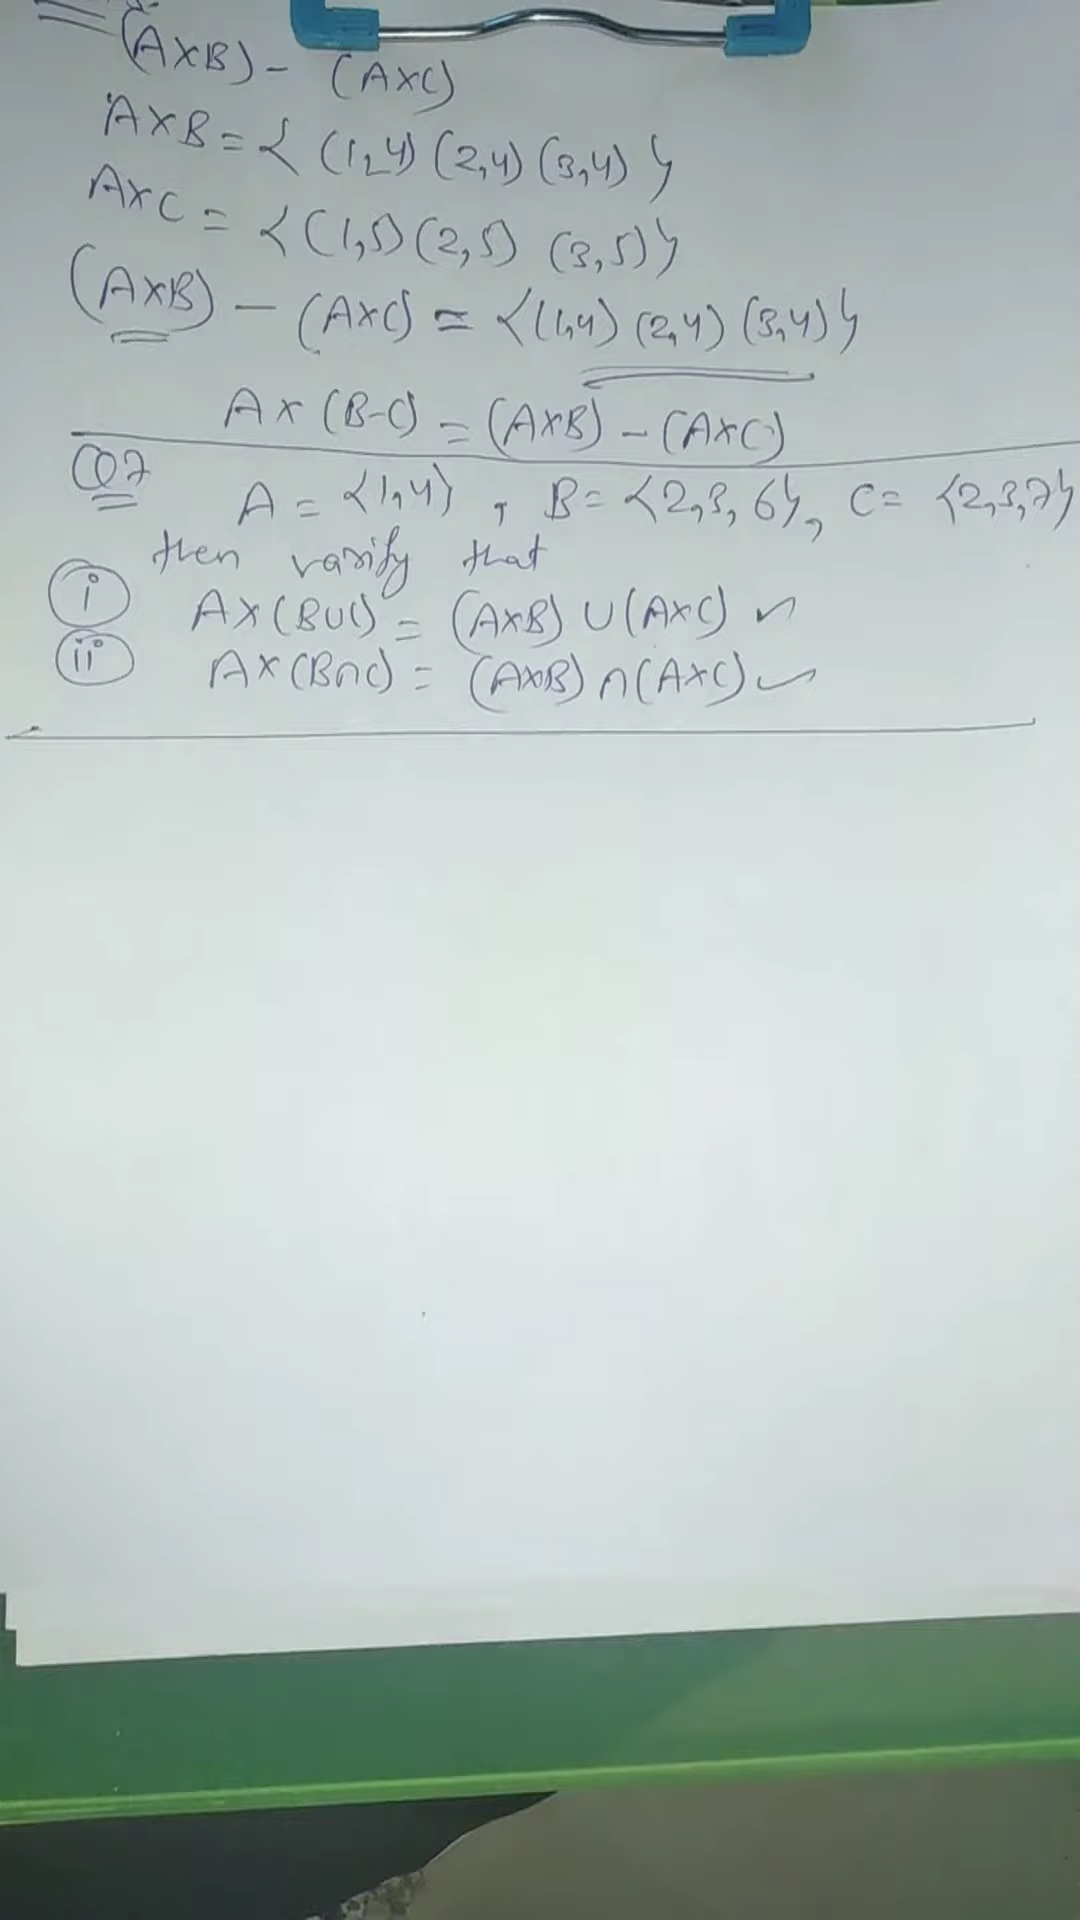 (A×B) - (A×C)
A×B = {(1,4) (2,4) (3,4)}
A×C = {(1,5) (2,5) (3,5)}
(A×B) - (A×C) = {(1,4) (2,4) (3,4)}
A×(B-C) = (A×B) - (A×C)
Q7 A = {1,4}, B = {2,3,6}, C = {2,3,7}
then varify that
i A×(B∪C) = (A×B) ∪ (A×C)
ii A×(B∩C) = (A×B) ∩ (A×C)